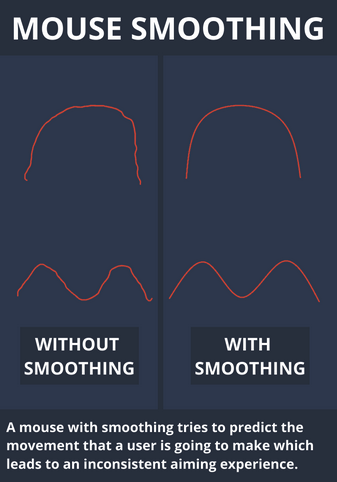 MOUSE SMOOTHING
WITHOUT
SMOOTHING
WITH
SMOOTHING
A mouse with smoothing tries to predict the
movement that a user is going to make which
leads to an inconsistent aiming experience.